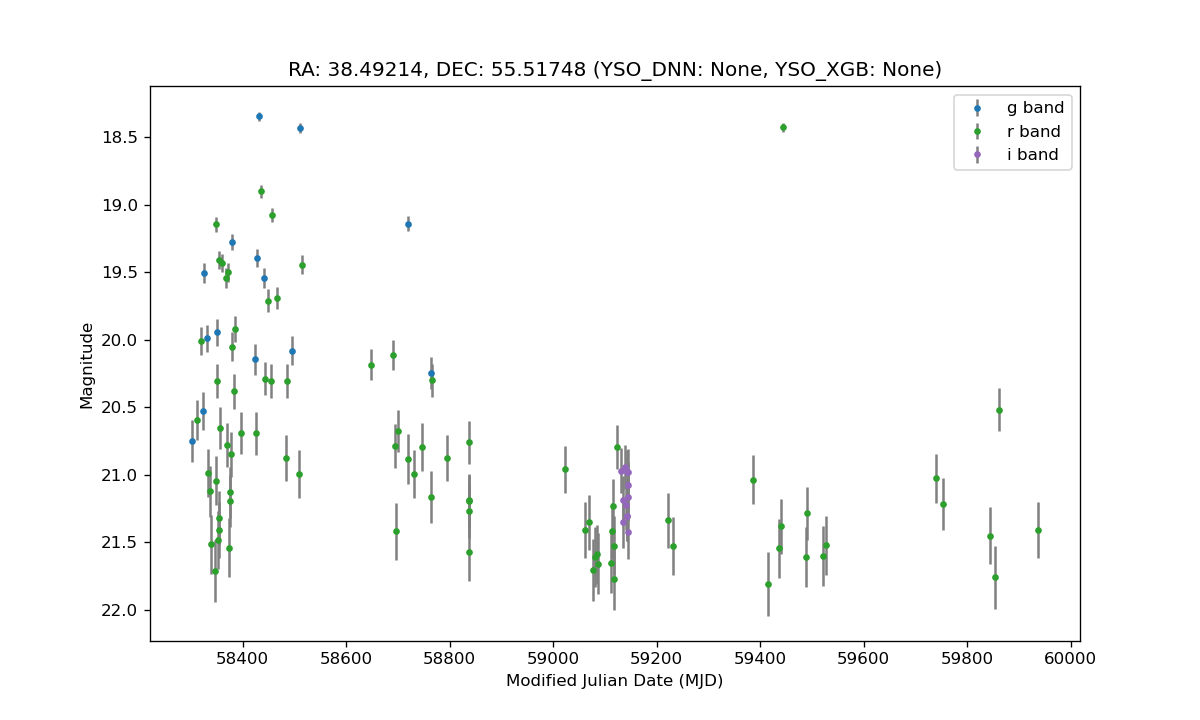 RA: 38.49214, DEC: 55.51748 (YSO_DNN: None, YSO_XGB: None)
g band
r band
i band
18.5
19.0
19.5
20.0
20.5
21.0
21.5
22.0
Magnitude
58400 58600 58800 59000 59200 59400 59600 59800 60000
Modified Julian Date (MJD)